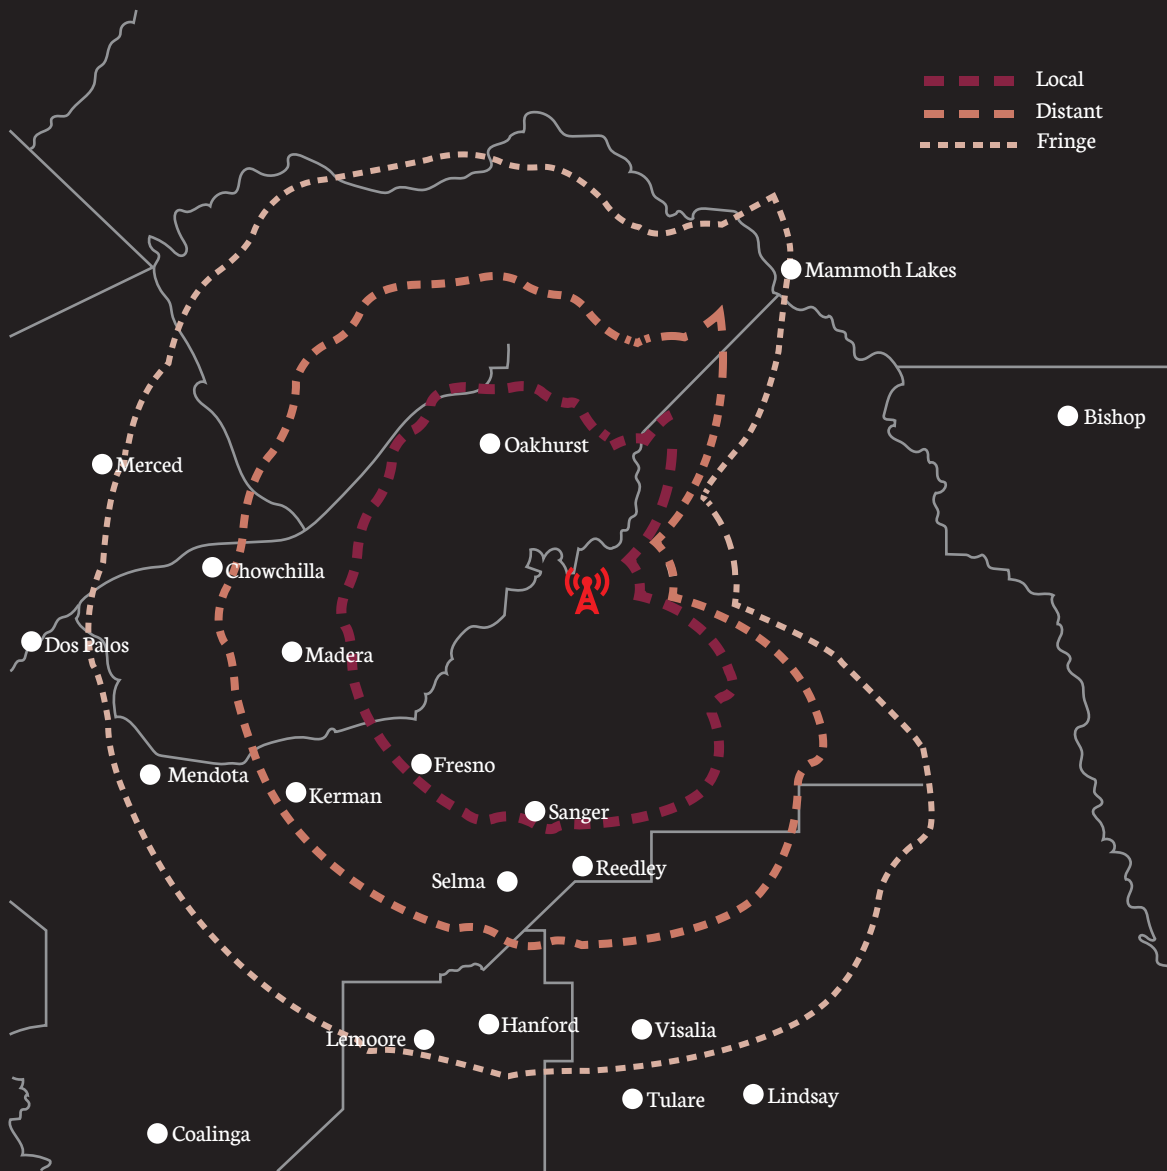 Local
Distant
Fringe
Mammoth Lakes
Bishop
Oakhurst
Merced
Chowchilla
Dos Palos
Madera
Fresno
Mendota
Kerman
Sanger
Reedley
Selma
Hanford
Visalia
Lemoore
Tulare
Lindsay
Coalinga